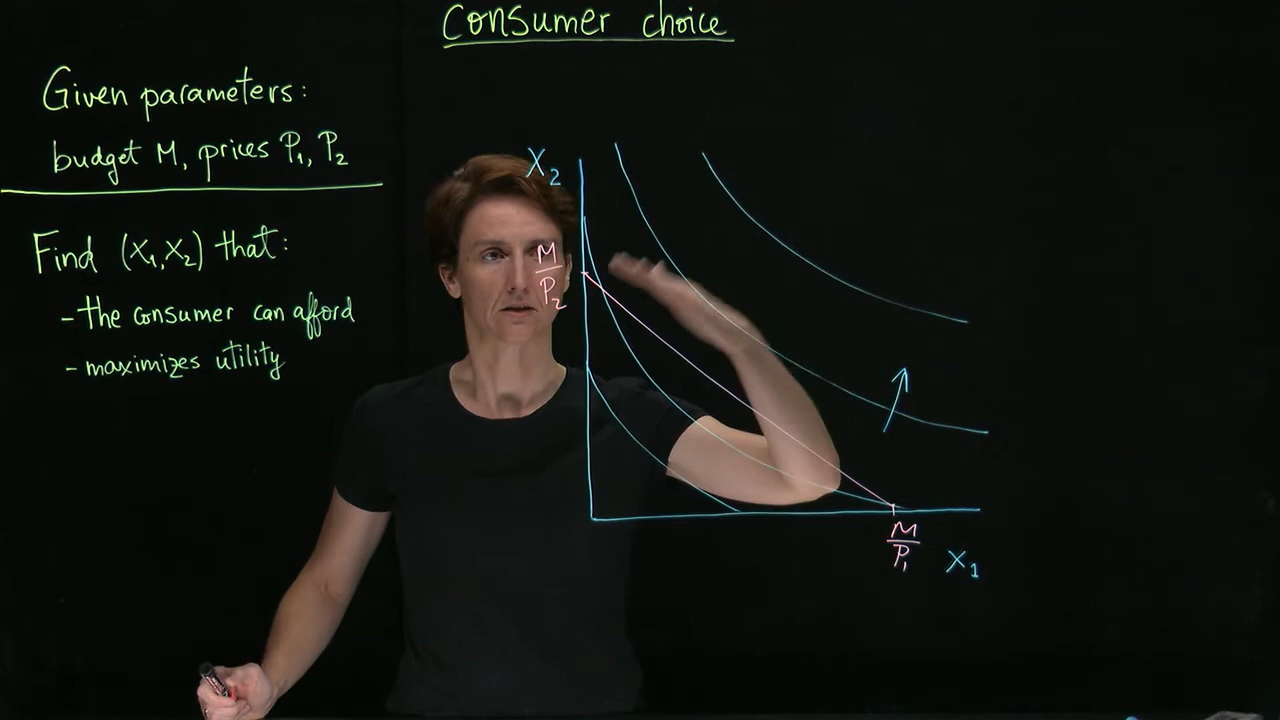 Consumer choice
Given parameters:
budget M, prices P₁, P₂
Find (X₁, X₂) that:
- the consumer can afford
- maximizes utility
X₂
M
P₂
M
P₁
X₁